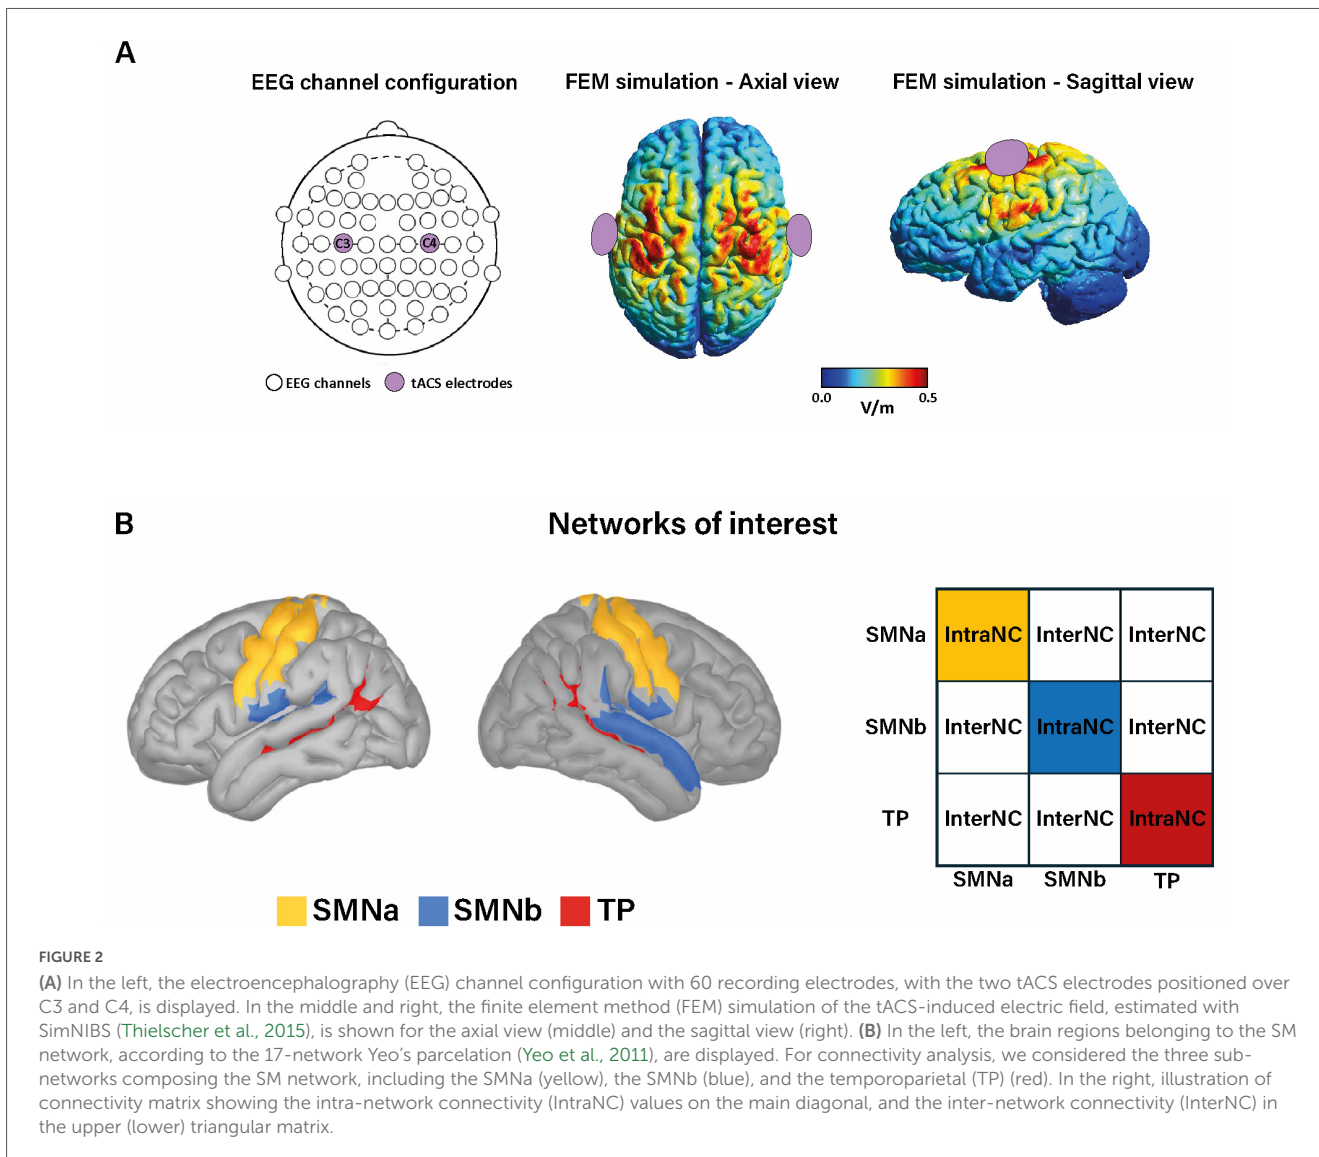 A
EEG channel configuration
FEM simulation - Axial view
FEM simulation - Sagittal view
C3
C4
EEG channels
tACS electrodes
0.0
0.5
V/m
B
Networks of interest
SMNa
IntraNC
InterNC
InterNC
SMNb
InterNC
IntraNC
InterNC
TP
InterNC
InterNC
IntraNC
SMNa
SMNb
TP
SMNa
SMNb
TP
FIGURE 2
(A) In the left, the electroencephalography (EEG) channel configuration with 60 recording electrodes, with the two tACS electrodes positioned over
C3 and C4, is displayed. In the middle and right, the finite element method (FEM) simulation of the tACS-induced electric field, estimated with
SimNIBS (Thielscher et al., 2015), is shown for the axial view (middle) and the sagittal view (right). (B) In the left, the brain regions belonging to the SM
network, according to the 17-network Yeo's parcelation (Yeo et al., 2011), are displayed. For connectivity analysis, we considered the three sub-
networks composing the SM network, including the SMNa (yellow), the SMNb (blue), and the temporoparietal (TP) (red). In the right, illustration of
connectivity matrix showing the intra-network connectivity (IntraNC) values on the main diagonal, and the inter-network connectivity (InterNC) in
the upper (lower) triangular matrix.